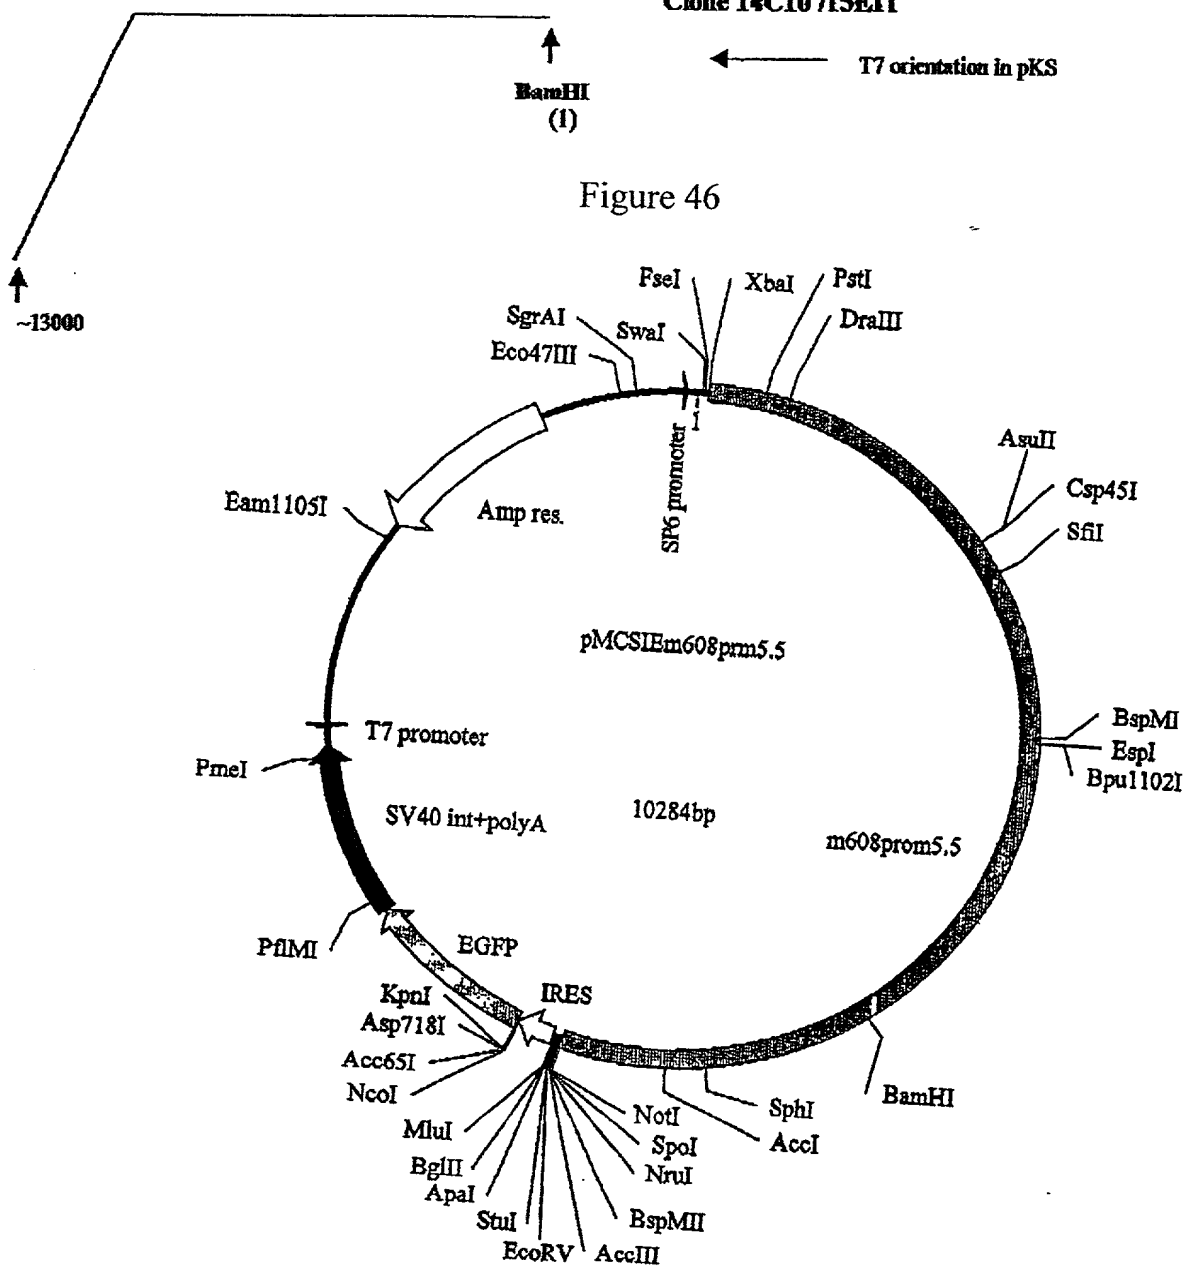 Clone 14C10 /15E11
T7 orientation in pKS
BamHI
(1)
Figure 46
~13000
FseI
XbaI
PstI
SgrAI
SwaI
DraIII
Eco47III
1
AsuII
SP6 promoter
Csp45I
Eam1105I
Amp res.
SfiI
pMCSIEm608prm5.5
BspMI
T7 promoter
EspI
PmeI
Bpu1102I
SV40 int+polyA
10284bp
m608prom5.5
PflMI
EGFP
KpnI
IRES
Asp718I
Acc65I
NcoI
BamHI
MluI
NotI
SphI
BglII
SpoI
AccI
ApaI
NruI
StuI
BspMII
EcoRV
AccIII